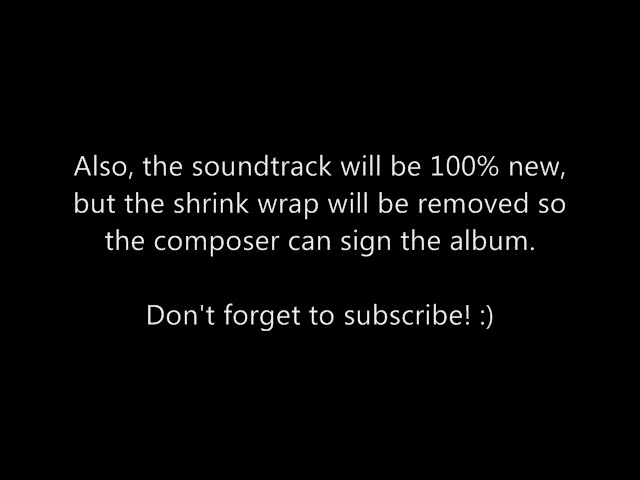 Also, the soundtrack will be 100% new,
but the shrink wrap will be removed so
the composer can sign the album.
Don't forget to subscribe! :)